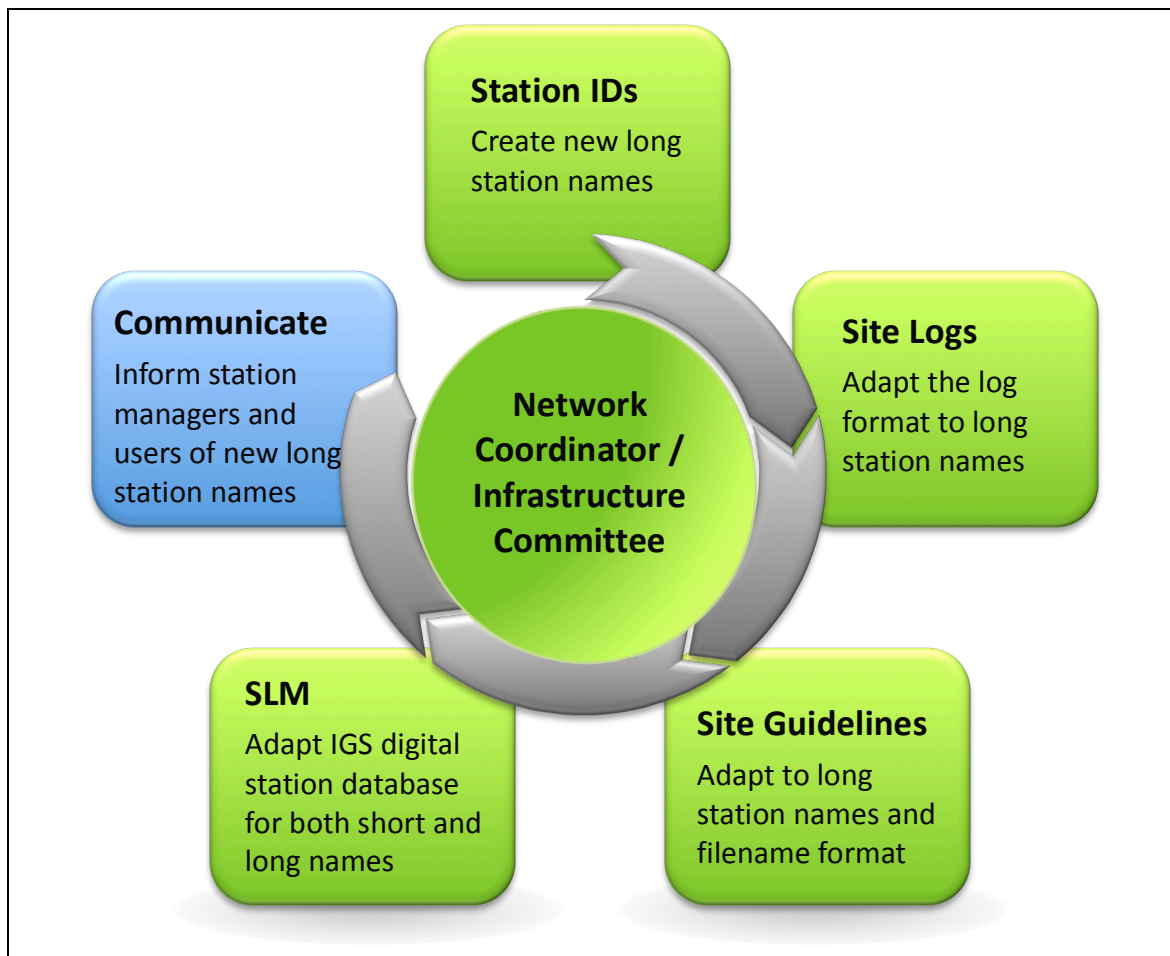 Station IDs
Create new long
station names
Communicate
Inform station
managers and
users of new long
station names
Site Logs
Adapt the log
format to long
station names
Network
Coordinator /
Infrastructure
Committee
SLM
Adapt IGS digital
station database
for both short and
long names
Site Guidelines
Adapt to long
station names and
filename format